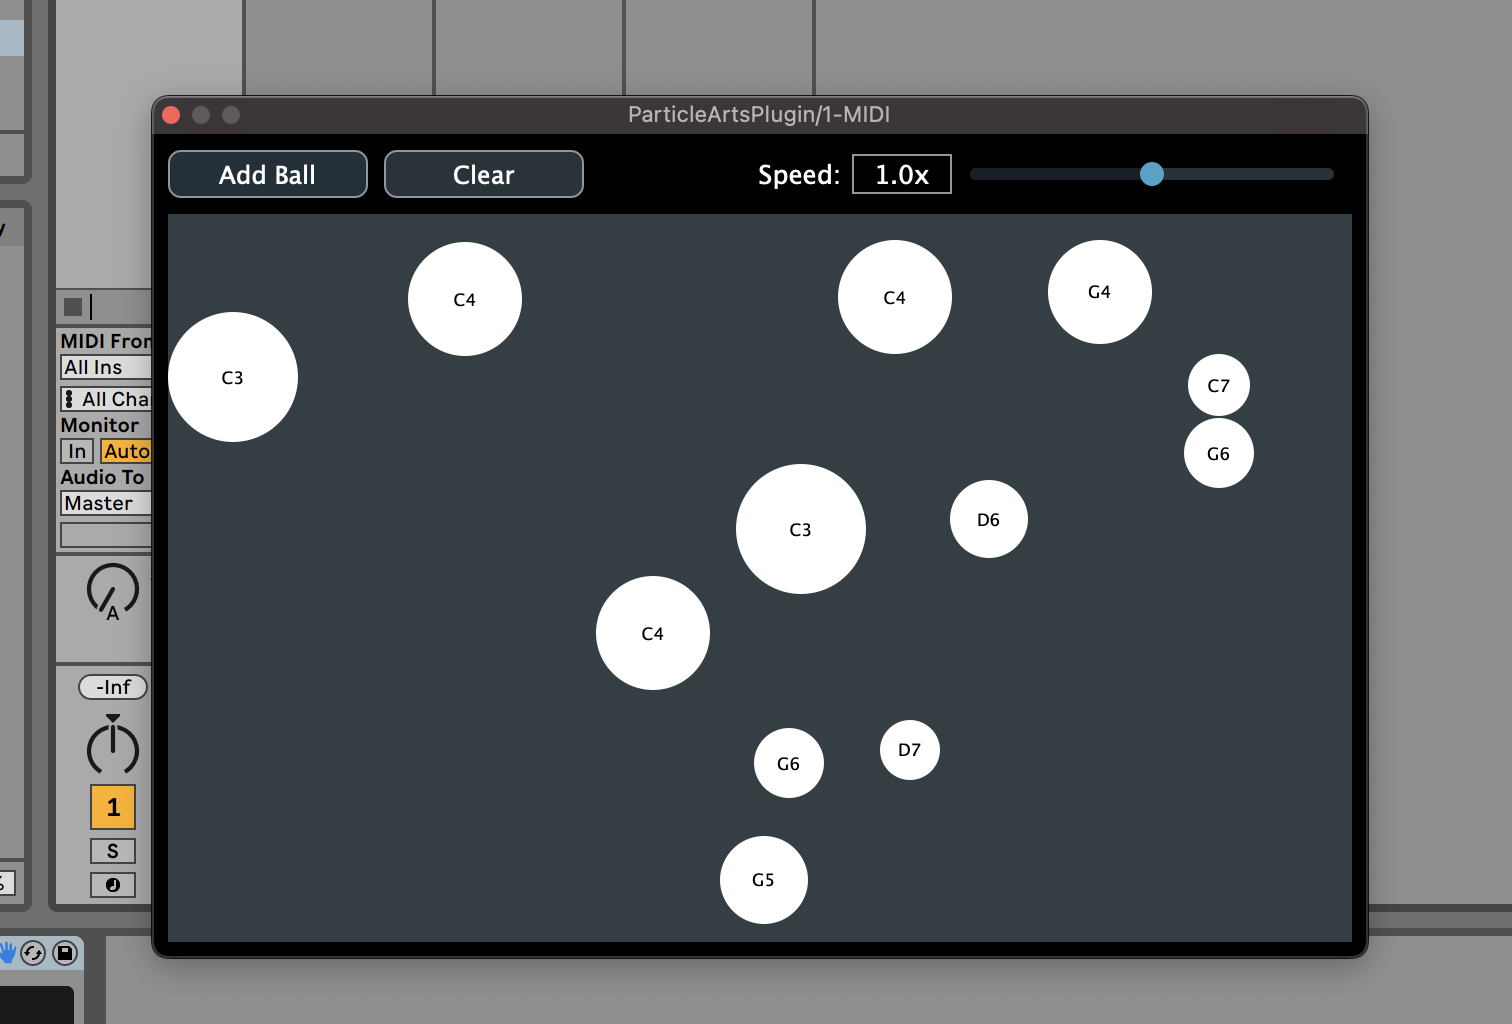 ParticleArtsPlugin/1-MIDI
Add Ball
Clear
Speed:
1.0x
C4
C4
G4
C3
C7
G6
C3
D6
C4
G6
D7
G5
MIDI From
All Ins
All Cha
Monitor
In
Auto
Audio To
Master
A
-Inf
1
S
y
%